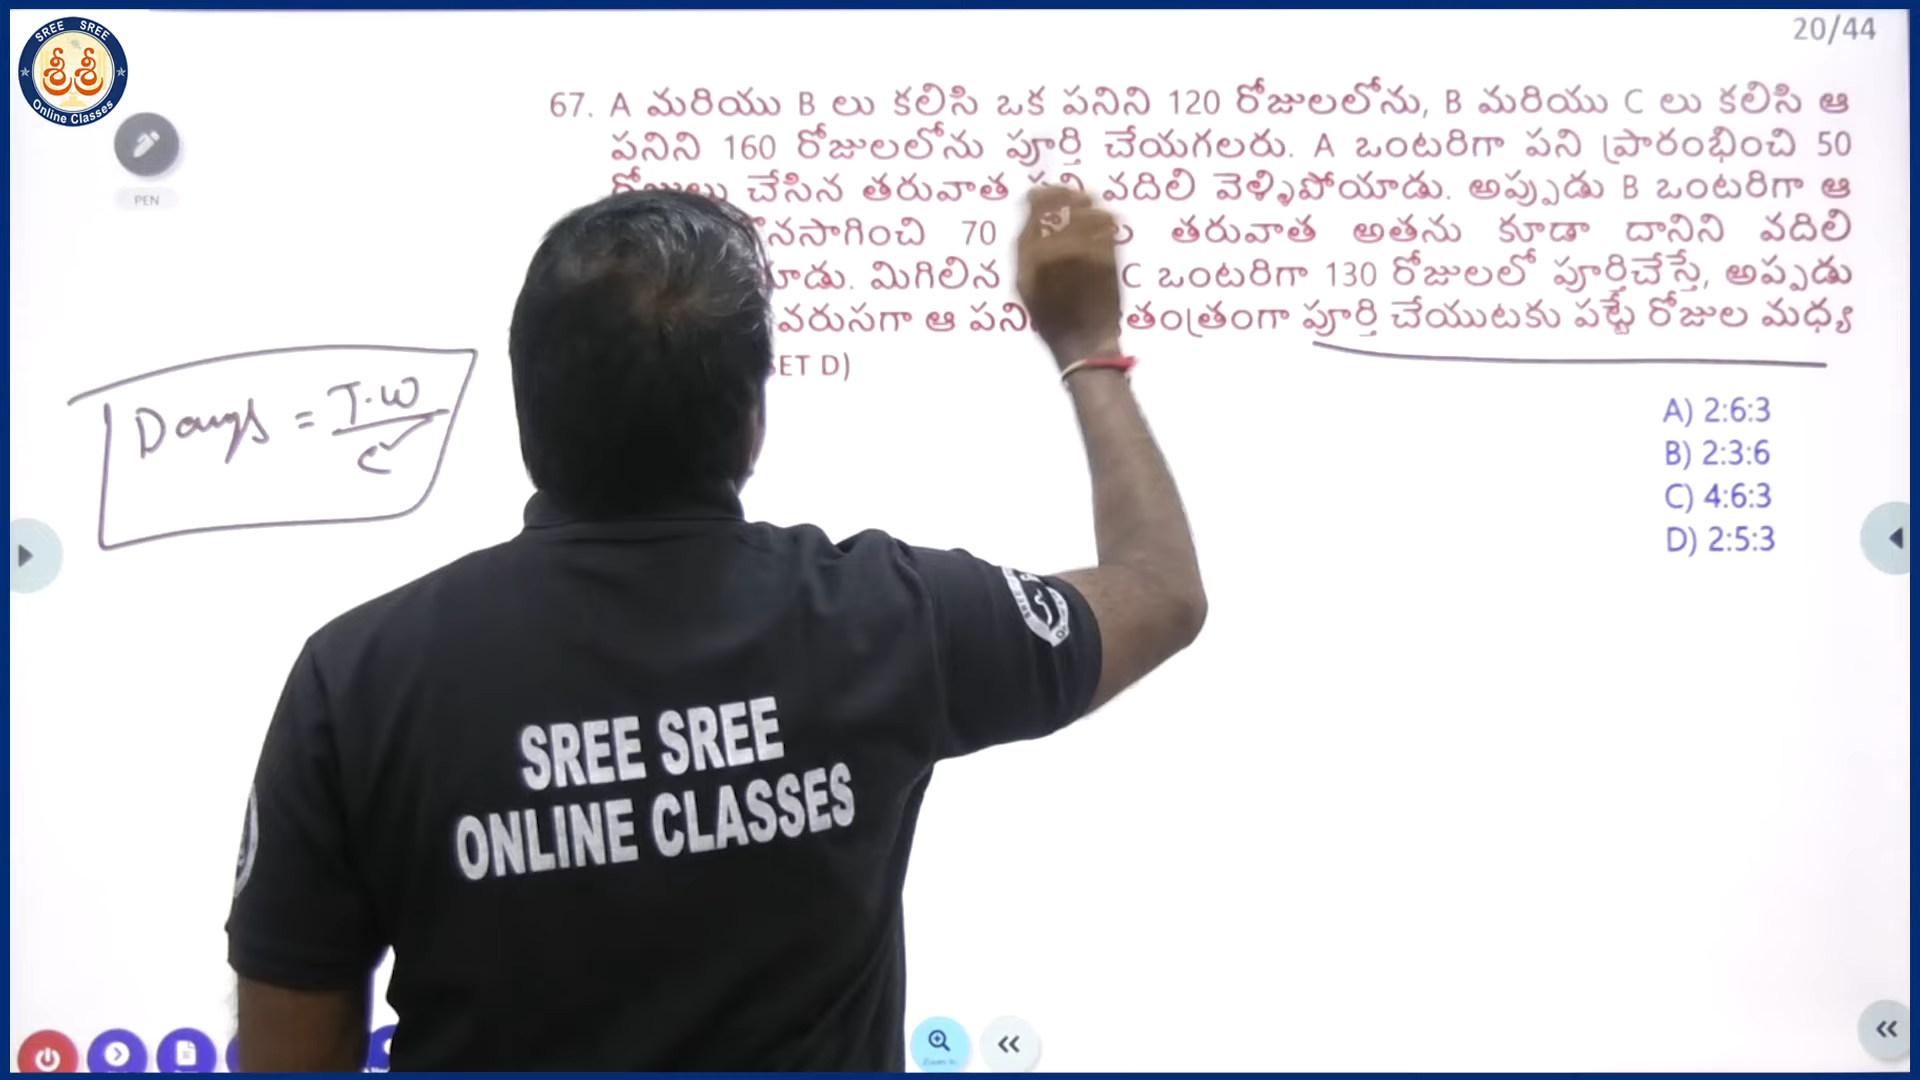 SREE SREE
శ్రీశ్రీ
Online Classes
PEN
20/44
67. A మరియు B లు కలిసి ఒక పనిని 120 రోజులలోను, B మరియు C లు కలిసి ఆ
పనిని 160 రోజులలోను పూర్తి చేయగలరు. A ఒంటరిగా పని ప్రారంభించి 50
రోజులు చేసిన తరువాత పని వదిలి వెళ్ళిపోయాడు. అప్పుడు B ఒంటరిగా ఆ
70 తరువాత అతను కూడా దానిని వదిలి
మిగిలిన C ఒంటరిగా 130 రోజులలో పూర్తిచేస్తే, అప్పుడు
వరుసగా ఆ పూర్తి చేయుటకు పట్టే రోజుల మధ్య
D)
Days = T.W
C
A) 2:6:3
B) 2:3:6
C) 4:6:3
D) 2:5:3
SREE SREE
ONLINE CLASSES
Zoom In